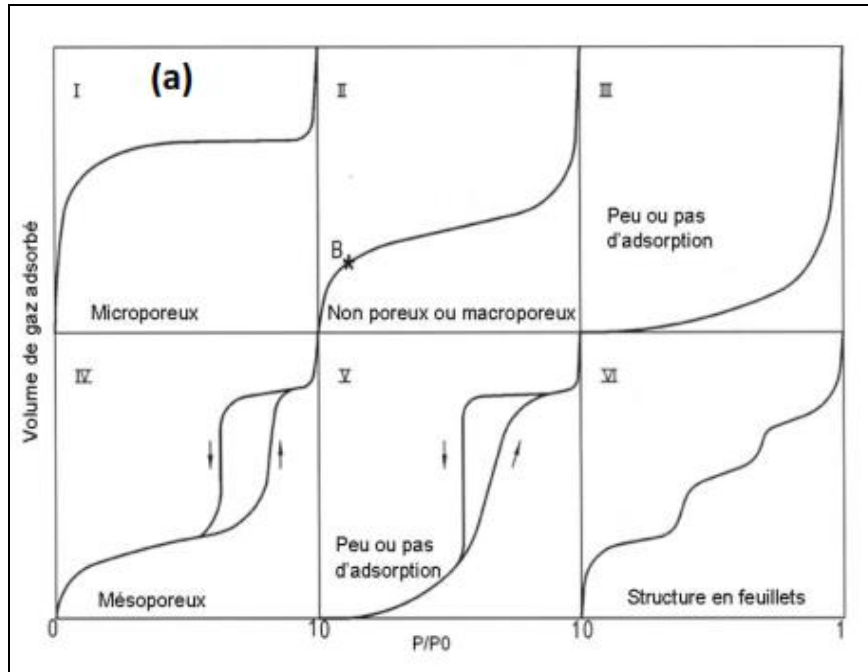 (a)
I
II
III
B
Peu ou pas
d'adsorption
Microporeux
Non poreux ou macroporeux
Volume de gaz adsorbé
IV
V
VI
Peu ou pas
d'adsorption
Mésoporeux
Structure en feuillets
0
10
10
1
P/P0